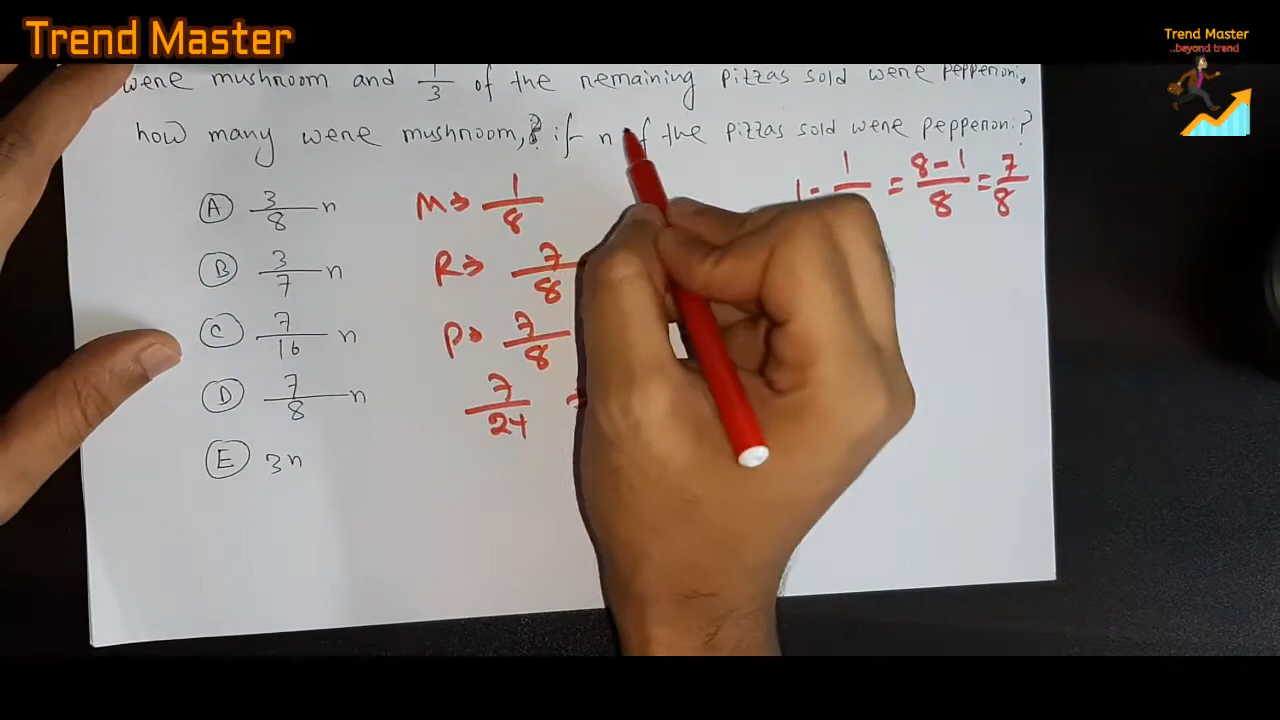 Trend Master
Trend Master
..beyond trend
were mushroom and 1/3 of the remaining pizzas sold were pepperoni,
how many were mushroom, if n of the pizzas sold were pepperoni?
1 - 1 = 8-1/8 = 7/8
A 3/8 n
M → 1/8
B 3/7 n
R → 7/8
C 7/16 n
P → 7/8
D 7/8 n
7/24
E 3n